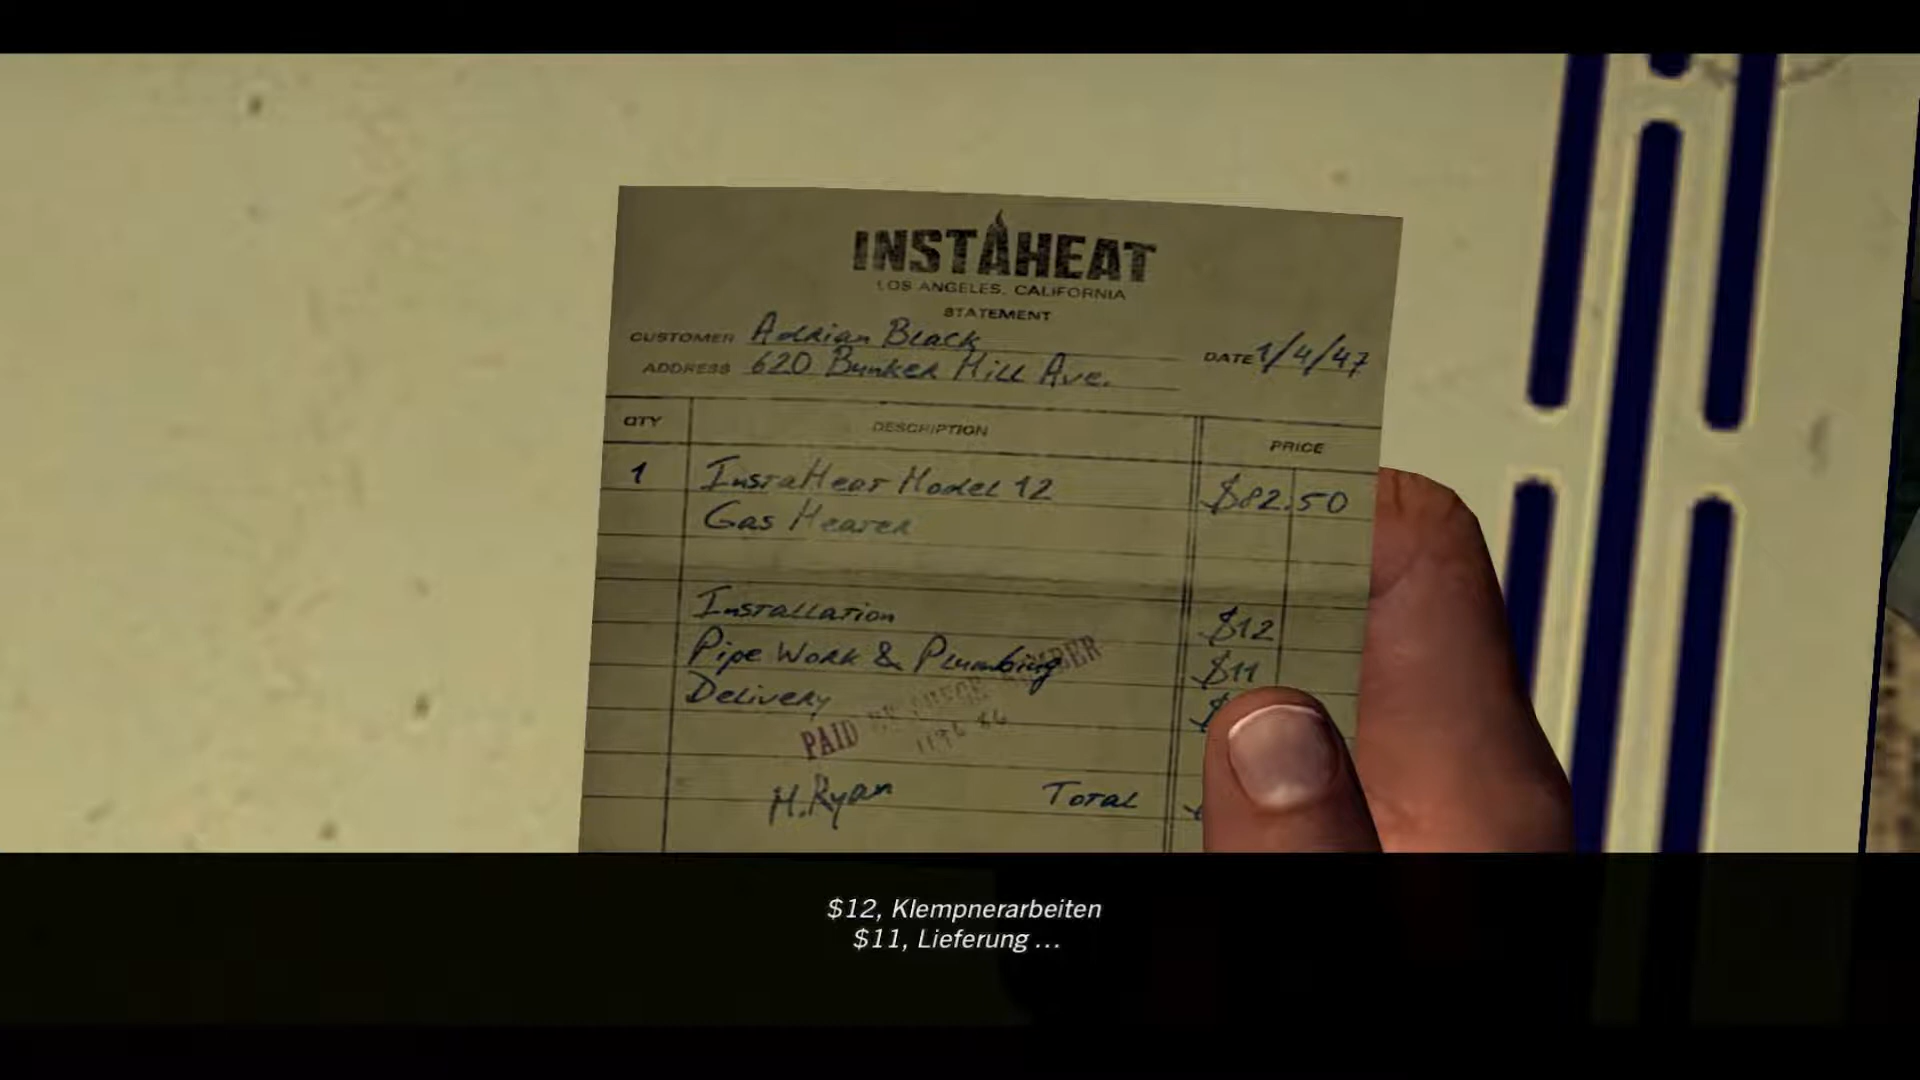 INSTAHEAT
LOS ANGELES, CALIFORNIA
STATEMENT
CUSTOMER Adrian Black
DATE 1/4/47
ADDRESS 620 Bunker Hill Ave.
QTY DESCRIPTION PRICE
1 InstaHeat Model 12 $82.50
Gas Heater
Installation $12
Pipe Work & Plumbing $11
Delivery $
PAID
H.Ryan Total
$12, Klempnerarbeiten
$11, Lieferung ...